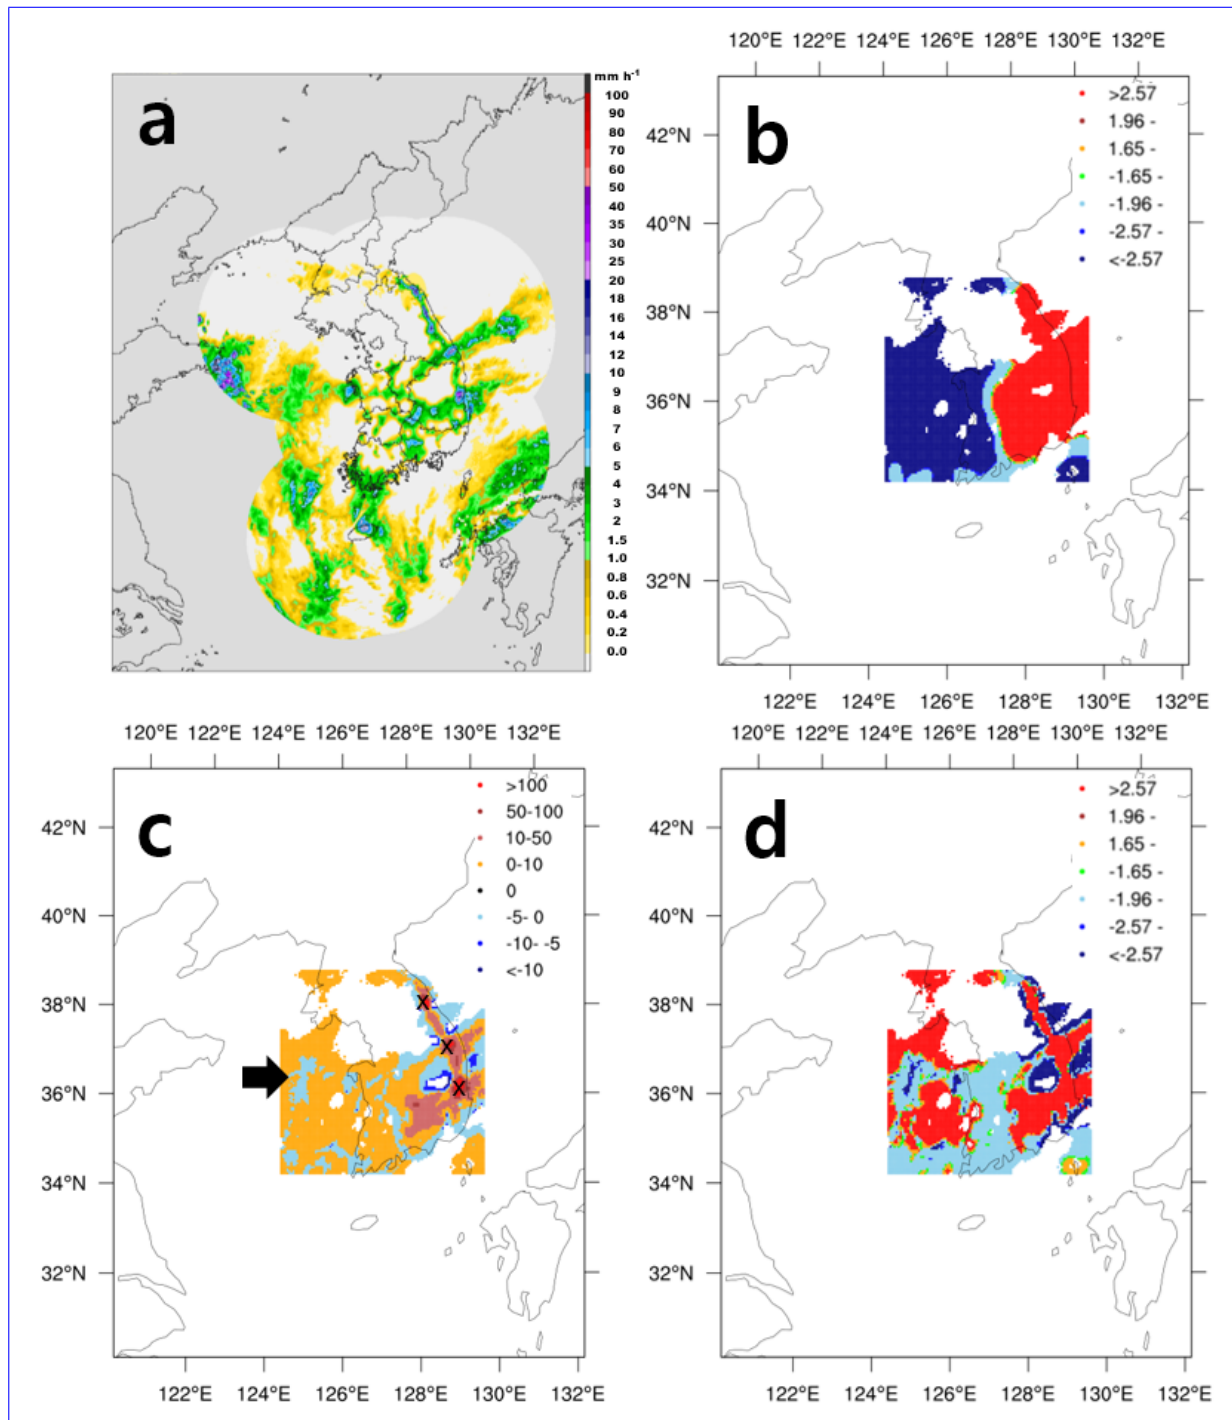 120°E 122°E 124°E 126°E 128°E 130°E 132°E
mm h-1
a
100
90
80
70
60
50
40
35
30
25
20
18
16
14
12
10
9
8
7
6
5
4
3
2
1.5
1.0
0.8
0.6
0.4
0.2
0.0
b
>2.57
1.96 -
1.65 -
-1.65 -
-1.96 -
-2.57 -
<-2.57
42°N
40°N
38°N
36°N
34°N
32°N
122°E 124°E 126°E 128°E 130°E 132°E
120°E 122°E 124°E 126°E 128°E 130°E 132°E
c
>100
50-100
10-50
0-10
0
-5- 0
-10- -5
<-10
42°N
40°N
38°N
36°N
34°N
32°N
X
X
X
122°E 124°E 126°E 128°E 130°E 132°E
120°E 122°E 124°E 126°E 128°E 130°E 132°E
d
>2.57
1.96 -
1.65 -
-1.65 -
-1.96 -
-2.57 -
<-2.57
42°N
40°N
38°N
36°N
34°N
32°N
122°E 124°E 126°E 128°E 130°E 132°E